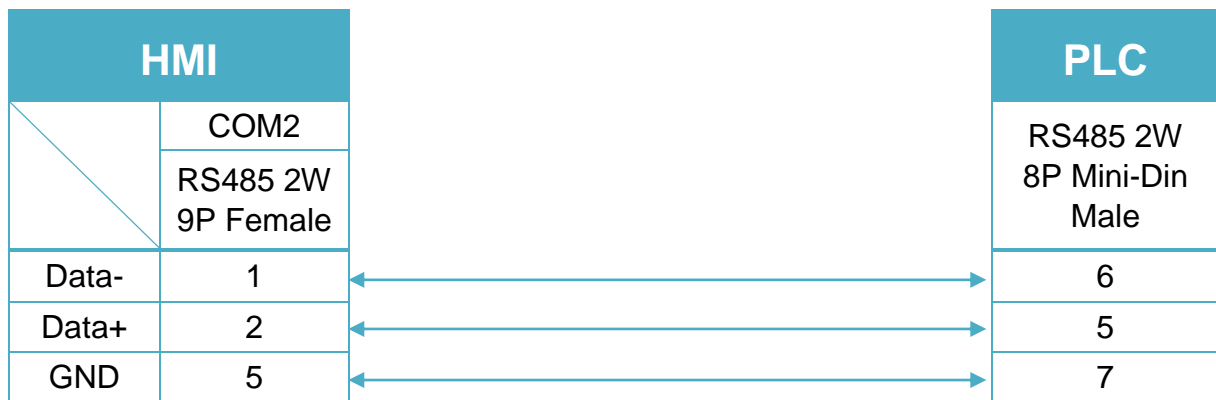 HMI
PLC
COM2
RS485 2W
9P Female
RS485 2W
8P Mini-Din
Male
Data- 1 6
Data+ 2 5
GND 5 7